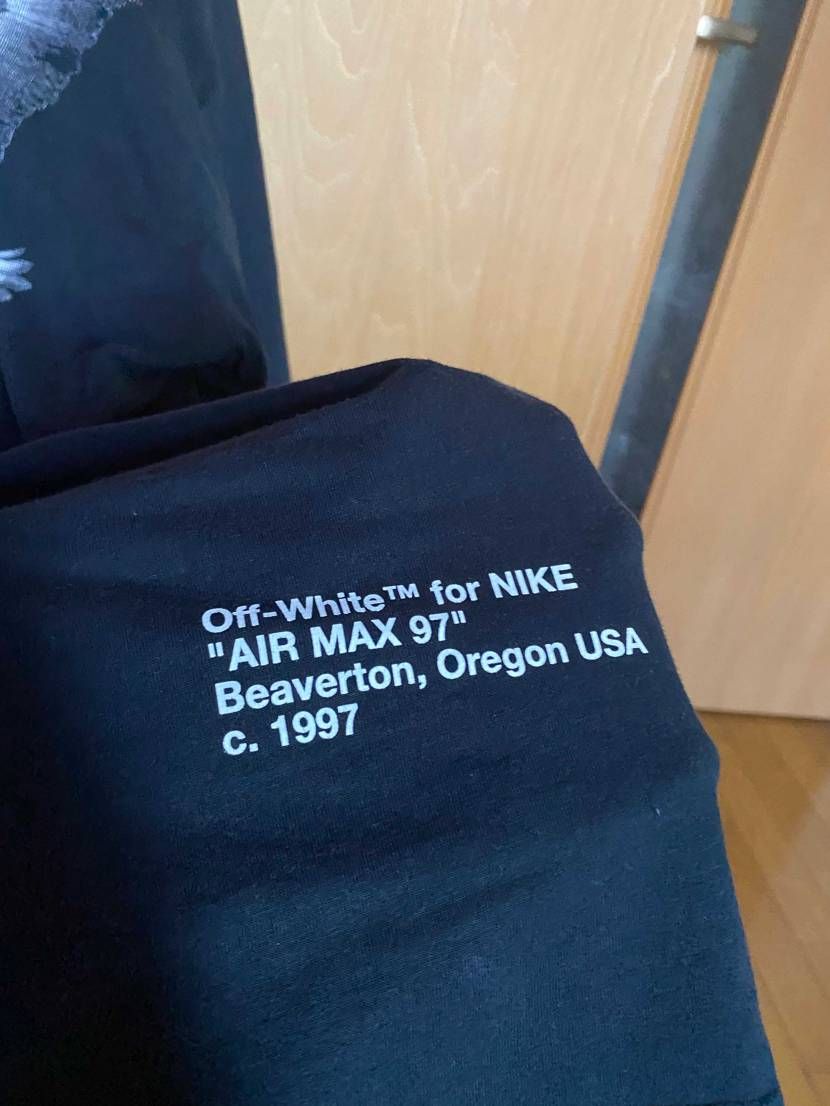 Off-White™ for NIKE
"AIR MAX 97"
Beaverton, Oregon USA
c. 1997